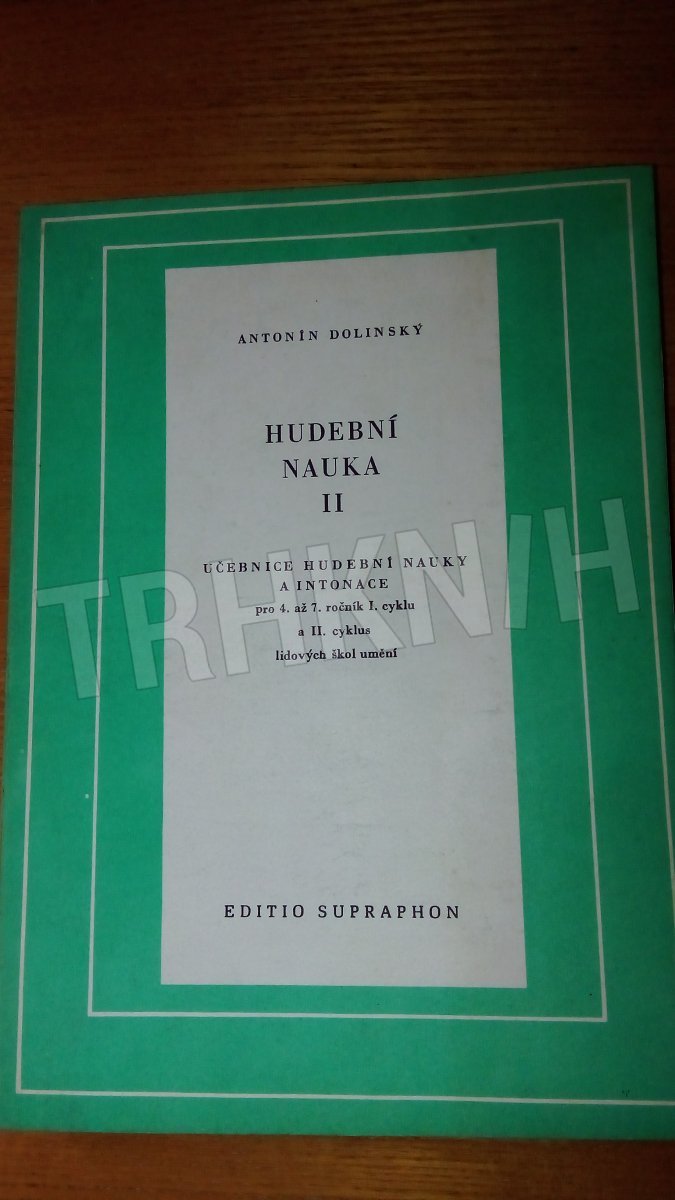 ANTONÍN DOLINSKÝ
HUDEBNÍ
NAUKA
II
UČEBNICE HUDEBNÍ NAUKY
A INTONACE
pro 4. až 7. ročník I. cyklu
a II. cyklus
lidových škol umění
TRHKNIH
EDITIO SUPRAPHON